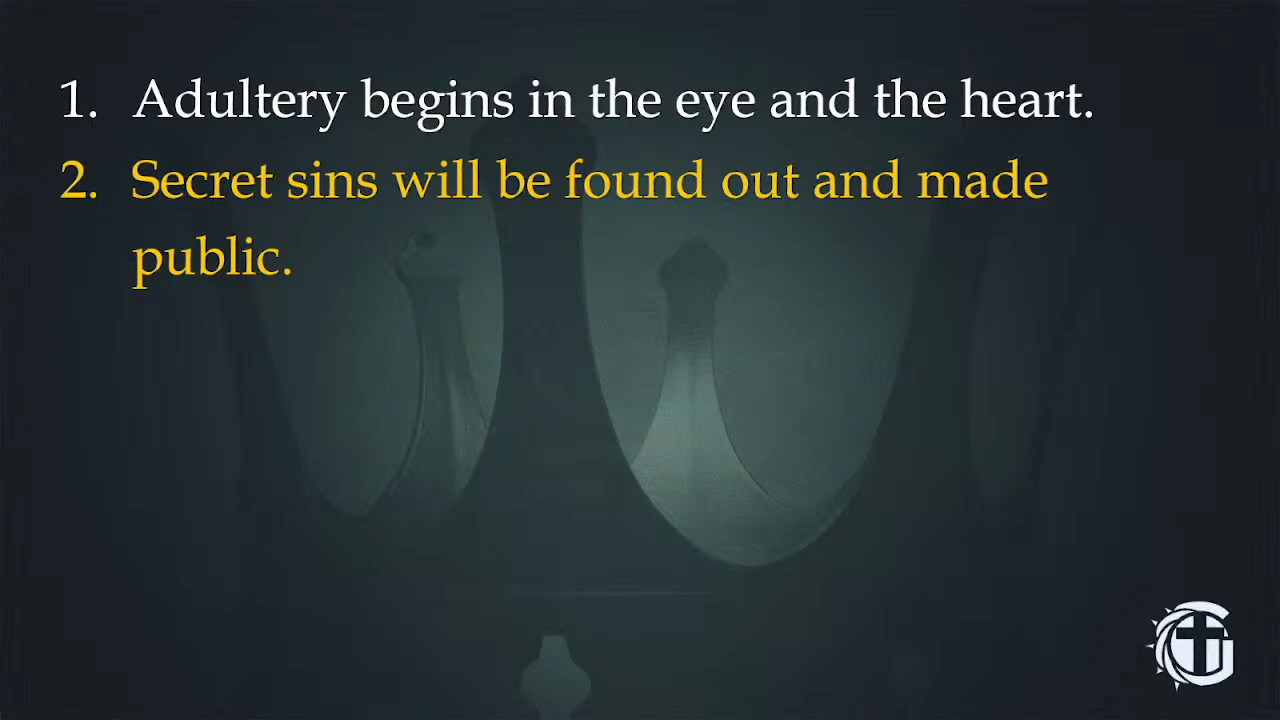 1. Adultery begins in the eye and the heart.
2. Secret sins will be found out and made
public.